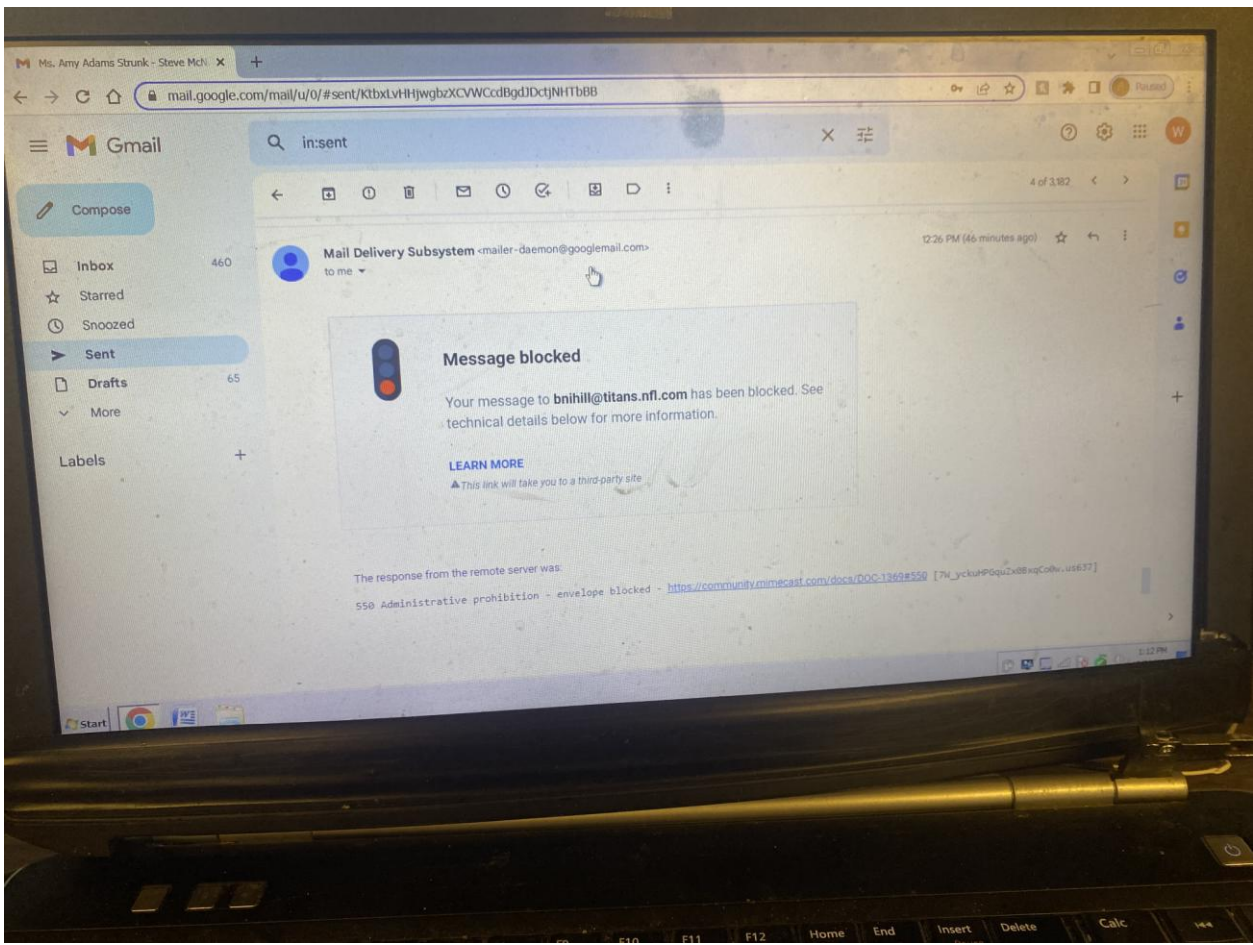 Ms. Amy Adams Strunk - Steve McN
mail.google.com/mail/u/0/#sent/KtbxLvHHjwgbzXCVWCcdBgdJDctjNHTbBB
Paused
Gmail
in:sent
W
Compose
4 of 3,182
Mail Delivery Subsystem <mailer-daemon@googlemail.com>
12:26 PM (46 minutes ago)
to me
Inbox 460
Starred
Snoozed
Sent
Drafts 65
More
Labels
Message blocked
Your message to bnihill@titans.nfl.com has been blocked. See
technical details below for more information.
LEARN MORE
This link will take you to a third-party site
The response from the remote server was:
550 Administrative prohibition - envelope blocked - https://community.mimecast.com/docs/DOC-1369#550
1:12 PM
Start
F10 F11 F12 Home End Insert Delete Calc